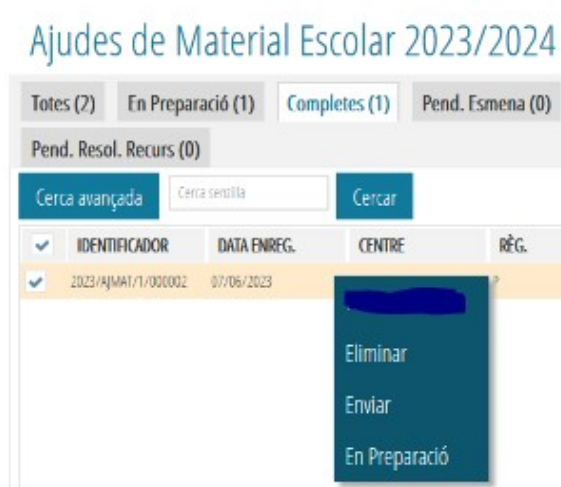 Ajudes de Material Escolar 2023/2024
Totes (2) En Preparació (1) Completes (1) Pend. Esmena (0)
Pend. Resol. Recurs (0)
Cerca avançada Cerca senzilla Cercar
IDENTIFICADOR DATA ENREG. CENTRE RÈG.
2023/AJMAT/1/000002 07/06/2023
Eliminar
Enviar
En Preparació